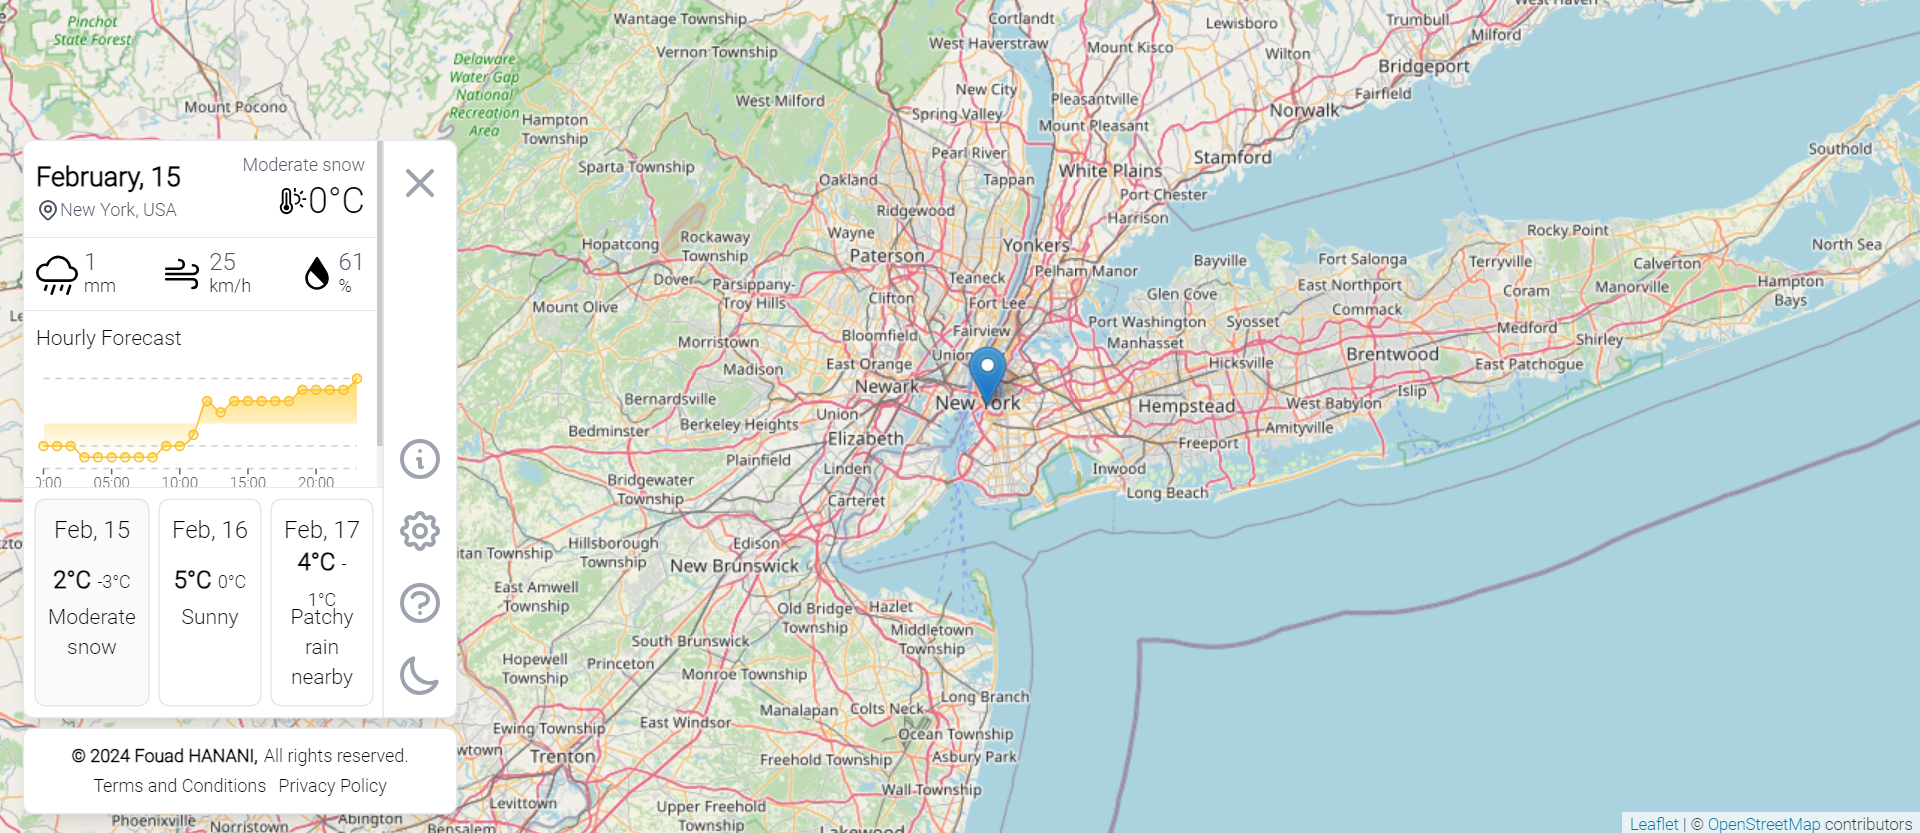 February, 15
New York, USA
Moderate snow
0°C
1
mm
25
km/h
61
%
Hourly Forecast
05:00
10:00
15:00
20:00
Feb, 15
2°C -3°C
Moderate
snow
Feb, 16
5°C 0°C
Sunny
Feb, 17
4°C -
1°C
Patchy
rain
nearby
© 2024 Fouad HANANI, All rights reserved.
Terms and Conditions Privacy Policy
Pinchot
State Forest
Mount Pocono
Delaware
Water Gap
National
Recreation
Area
Wantage Township
Vernon Township
West Milford
Hampton
Township
Sparta Township
Cortlandt
West Haverstraw
Mount Kisco
Lewisboro
Wilton
Trumbull
Milford
West Haven
Bridgeport
Fairfield
Norwalk
New City
Pleasantville
Spring Valley
Mount Pleasant
Pearl River
Stamford
Southold
White Plains
Oakland
Tappan
Port Chester
Ridgewood
Harrison
Wayne
Rocky Point
Hopatcong
Rockaway
Township
Yonkers
North Sea
Paterson
Bayville
Fort Salonga
Terryville
Calverton
Dover
Parsippany-
Troy Hills
Teaneck
Pelham Manor
East Northport
Coram
Manorville
Hampton
Bays
Mount Olive
Clifton
Fort Lee
Glen Cove
Commack
Bloomfield
Fairview
Port Washington
Syosset
Medford
Shirley
Morristown
Union
Manhasset
Brentwood
Madison
East Orange
Hicksville
East Patchogue
Newark
Islip
Bernardsville
New York
Hempstead
West Babylon
Union
Berkeley Heights
Bedminster
Elizabeth
Freeport
Amityville
Plainfield
Linden
Inwood
Bridgewater
Township
Carteret
Long Beach
Hillsborough
Township
Edison
itan Township
New Brunswick
East Amwell
Township
Old Bridge
Township
Hazlet
South Brunswick
Middletown
Township
Hopewell
Township
Princeton
Monroe Township
Long Branch
Manalapan
Colts Neck
East Windsor
Ewing Township
Ocean Township
wtown
Trenton
Freehold Township
Asbury Park
Wall Township
Levittown
Upper Freehold
Township
Phoenixville
Norristown
Abington
Township
Bensalem
Lakewood
Leaflet | © OpenStreetMap contributors